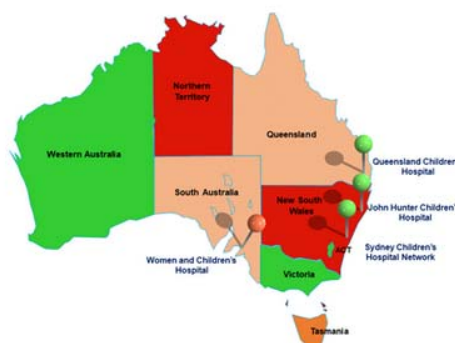 Northern
Territory
Western Australia
Queensland
Queensland Children's
Hospital
South Australia
New South
Wales
John Hunter Children's
Hospital
Women and Children's
Hospital
ACT
Sydney Children's
Hospital Network
Victoria
Tasmania